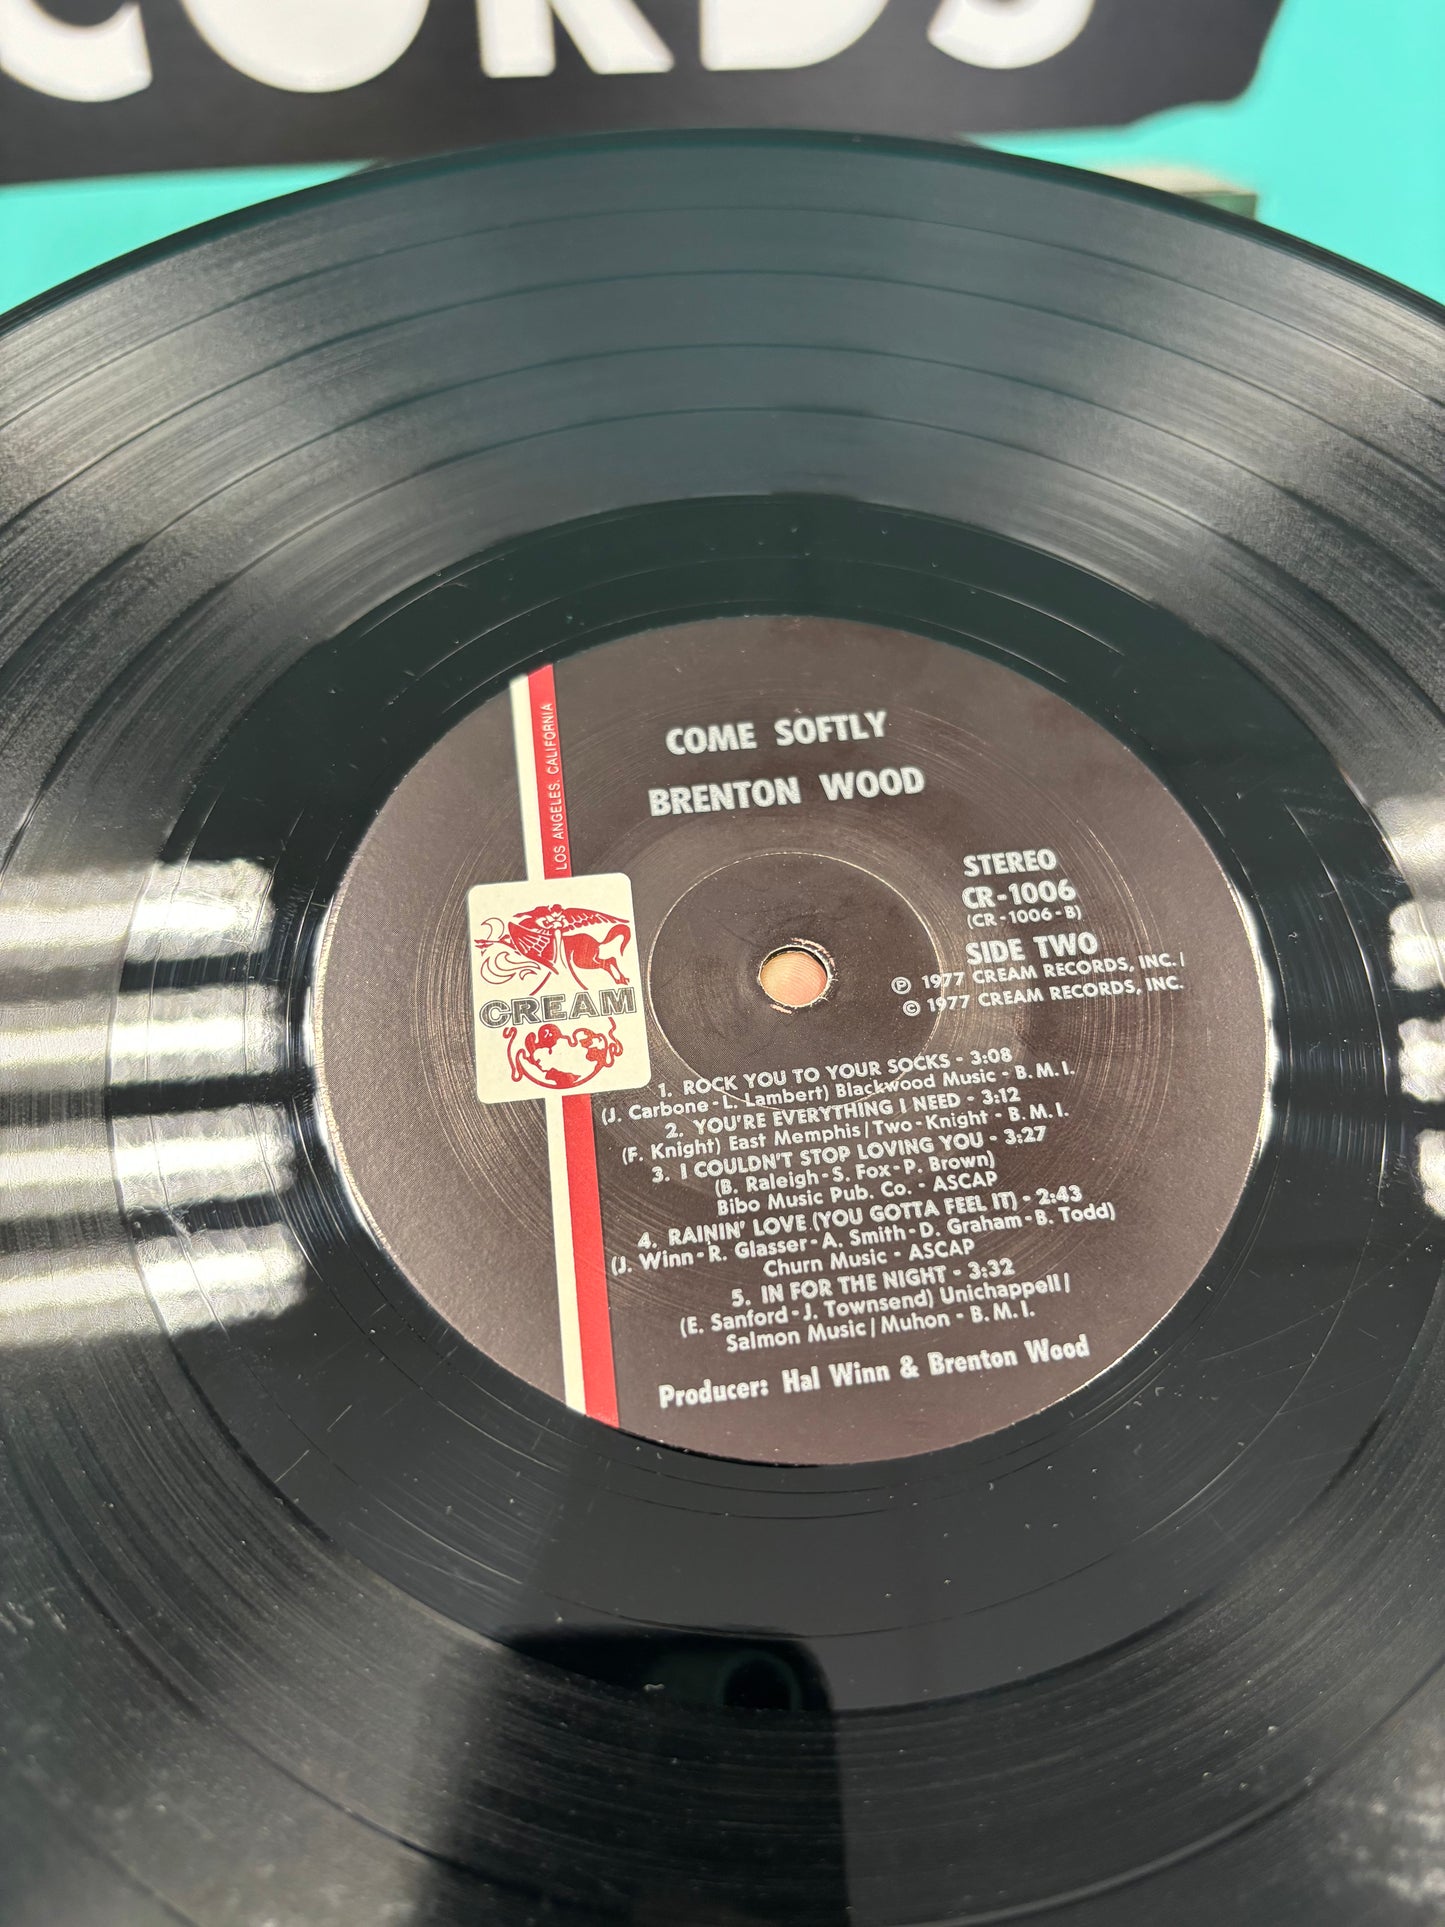 CORDS
LOS ANGELES, CALIFORNIA
COME SOFTLY
BRENTON WOOD
STEREO
CR-1006
(CR-1006-B)
SIDE TWO
℗ 1977 CREAM RECORDS, INC. |
© 1977 CREAM RECORDS, INC.
CREAM
1. ROCK YOU TO YOUR SOCKS - 3:08
(J. Carbone-L. Lambert) Blackwood Music - B.M.I.
2. YOU'RE EVERYTHING I NEED - 3:12
(F. Knight) East Memphis/Two-Knight - B.M.I.
3. I COULDN'T STOP LOVING YOU - 3:27
(B. Raleigh-S. Fox-P. Brown)
Bibo Music Pub. Co. - ASCAP
4. RAININ' LOVE (YOU GOTTA FEEL IT) - 2:43
(J. Winn-R. Glasser-A. Smith-D. Graham-B. Todd)
Churn Music - ASCAP
5. IN FOR THE NIGHT - 3:32
(E. Sanford-J. Townsend) Unichappell/
Salmon Music/Muhon - B.M.I.
Producer: Hal Winn & Brenton Wood